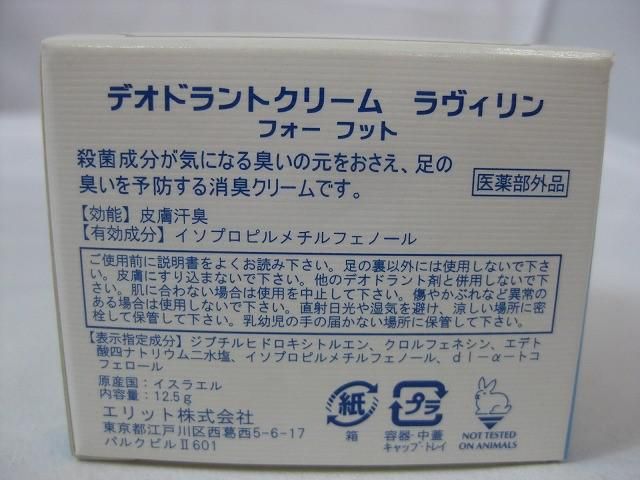 デオドラントクリーム ラヴィリン
フォー フット
殺菌成分が気になる臭いの元をおさえ、足の
臭いを予防する消臭クリームです。
医薬部外品
【効能】皮膚汗臭
【有効成分】イソプロピルメチルフェノール
ご使用前に説明書をよくお読み下さい。足の裏以外には使用しないで下さ
い。皮膚にすり込まないで下さい。他のデオドラント剤と併用しないで下
さい。肌に合わない場合は使用を中止して下さい。傷やかぶれなど異常の
ある場合は使用しないで下さい。直射日光や湿気を避け、涼しい場所に密
栓して保管して下さい。乳幼児の手の届かない場所に保管して下さい。
【表示指定成分】ジブチルヒドロキシトルエン、クロルフェネシン、エデト
酸四ナトリウム二水塩、イソプロピルメチルフェノール、dl-α-トコ
フェロール
原産国：イスラエル
内容量：12.5g
エリット株式会社
東京都江戸川区西葛西5-6-17
パルクビルⅡ601
紙
箱
プラ
容器・中蓋
キャップ・トレイ
NOT TESTED
ON ANIMALS